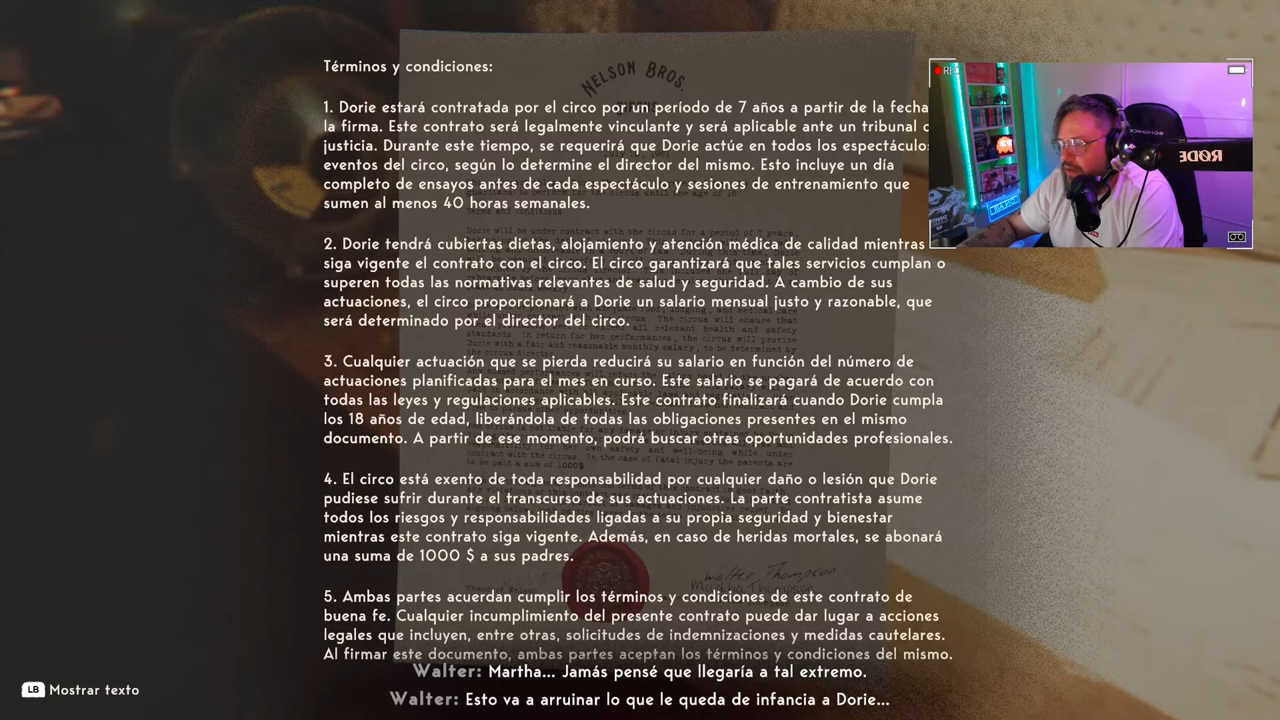 NELSON BROS.
Términos y condiciones:
1. Dorie estará contratada por el circo por un período de 7 años a partir de la fecha
la firma. Este contrato será legalmente vinculante y será aplicable ante un tribunal
justicia. Durante este tiempo, se requerirá que Dorie actúe en todos los espectáculo
eventos del circo, según lo determine el director del mismo. Esto incluye un día
completo de ensayos antes de cada espectáculo y sesiones de entrenamiento que
sumen al menos 40 horas semanales.
2. Dorie tendrá cubiertas dietas, alojamiento y atención médica de calidad mientras
siga vigente el contrato con el circo. El circo garantizará que tales servicios cumplan o
superen todas las normativas relevantes de salud y seguridad. A cambio de sus
actuaciones, el circo proporcionará a Dorie un salario mensual justo y razonable, que
será determinado por el director del circo.
3. Cualquier actuación que se pierda reducirá su salario en función del número de
actuaciones planificadas para el mes en curso. Este salario se pagará de acuerdo con
todas las leyes y regulaciones aplicables. Este contrato finalizará cuando Dorie cumpla
los 18 años de edad, liberándola de todas las obligaciones presentes en el mismo
documento. A partir de ese momento, podrá buscar otras oportunidades profesionales.
4. El circo está exento de toda responsabilidad por cualquier daño o lesión que Dorie
pudiese sufrir durante el transcurso de sus actuaciones. La parte contratista asume
todos los riesgos y responsabilidades ligadas a su propia seguridad y bienestar
mientras este contrato siga vigente. Además, en caso de heridas mortales, se abonará
una suma de 1000 $ a sus padres.
5. Ambas partes acuerdan cumplir los términos y condiciones de este contrato de
buena fe. Cualquier incumplimiento del presente contrato puede dar lugar a acciones
legales que incluyen, entre otras, solicitudes de indemnizaciones y medidas cautelares.
Al firmar este documento, ambas partes aceptan los términos y condiciones del mismo.
Walter: Martha... Jamás pensé que llegaría a tal extremo.
Walter: Esto va a arruinar lo que le queda de infancia a Dorie...
LB Mostrar texto
Walter Thompson
RODE